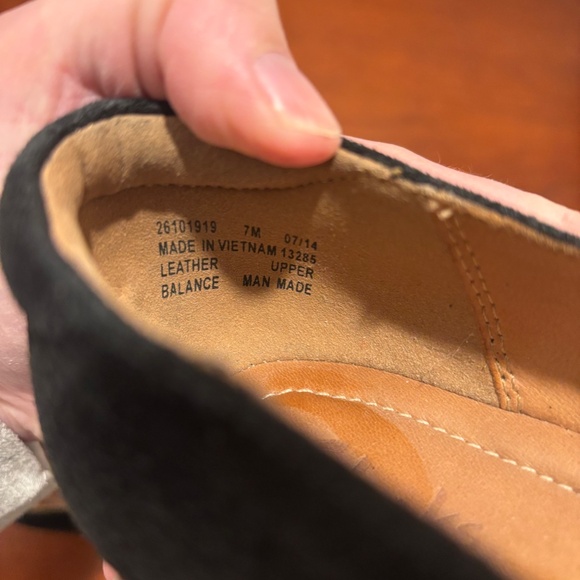 26101919 7M 07/14
MADE IN VIETNAM 13285
LEATHER UPPER
BALANCE MAN MADE